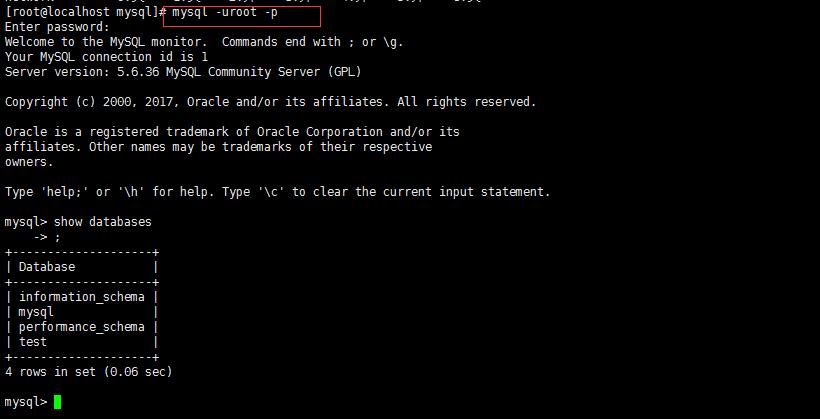 [root@localhost mysql]# mysql -uroot -p
Enter password:
Welcome to the MySQL monitor.  Commands end with ; or \g.
Your MySQL connection id is 1
Server version: 5.6.36 MySQL Community Server (GPL)
Copyright (c) 2000, 2017, Oracle and/or its affiliates. All rights reserved.
Oracle is a registered trademark of Oracle Corporation and/or its
affiliates. Other names may be trademarks of their respective
owners.
Type 'help;' or '\h' for help. Type '\c' to clear the current input statement.
mysql> show databases
    -> ;
+--------------------+
| Database           |
+--------------------+
| information_schema |
| mysql              |
| performance_schema |
| test               |
+--------------------+
4 rows in set (0.06 sec)
mysql>